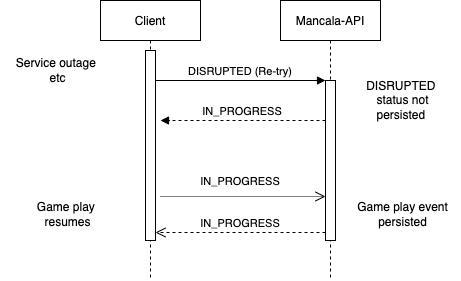 Client
Mancala-API
Service outage
etc
DISRUPTED (Re-try)
DISRUPTED
status not
persisted
IN_PROGRESS
IN_PROGRESS
Game play
resumes
Game play event
persisted
IN_PROGRESS